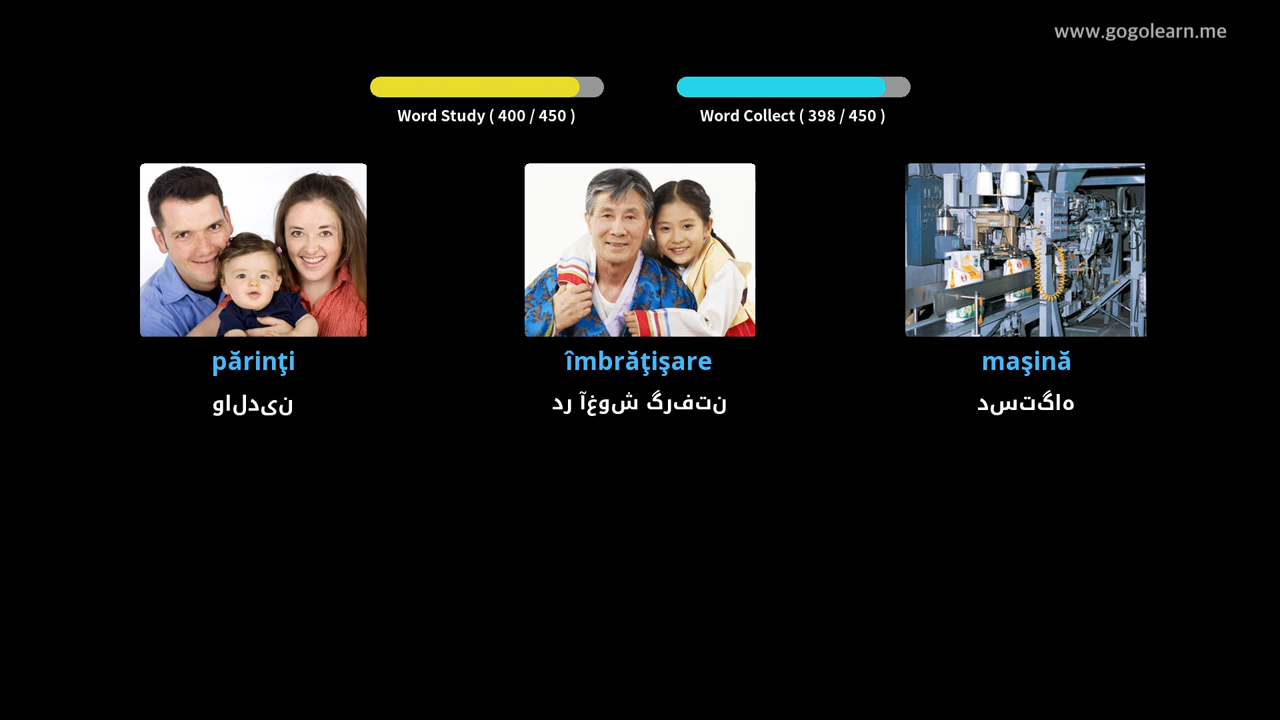 www.gogolearn.me
Word Study ( 400 / 450 )
Word Collect ( 398 / 450 )
părinţi
îmbrăţişare
maşină
والدین
در آغوش گرفتن
دستگاه